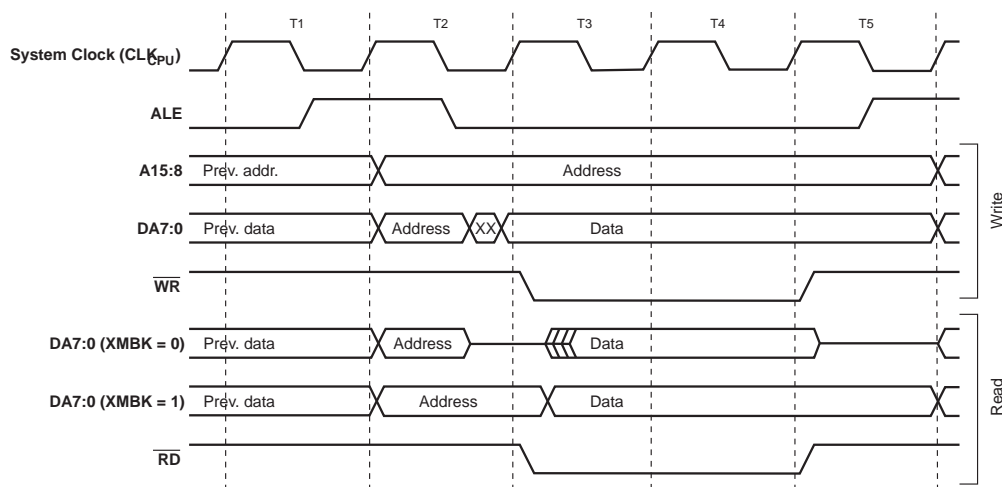 T1 T2 T3 T4 T5
System Clock (CLKCPU)
ALE
A15:8 Prev. addr. Address
DA7:0 Prev. data Address XX Data
WR
Write
DA7:0 (XMBK = 0) Prev. data Address Data
DA7:0 (XMBK = 1) Prev. data Address Data
RD
Read